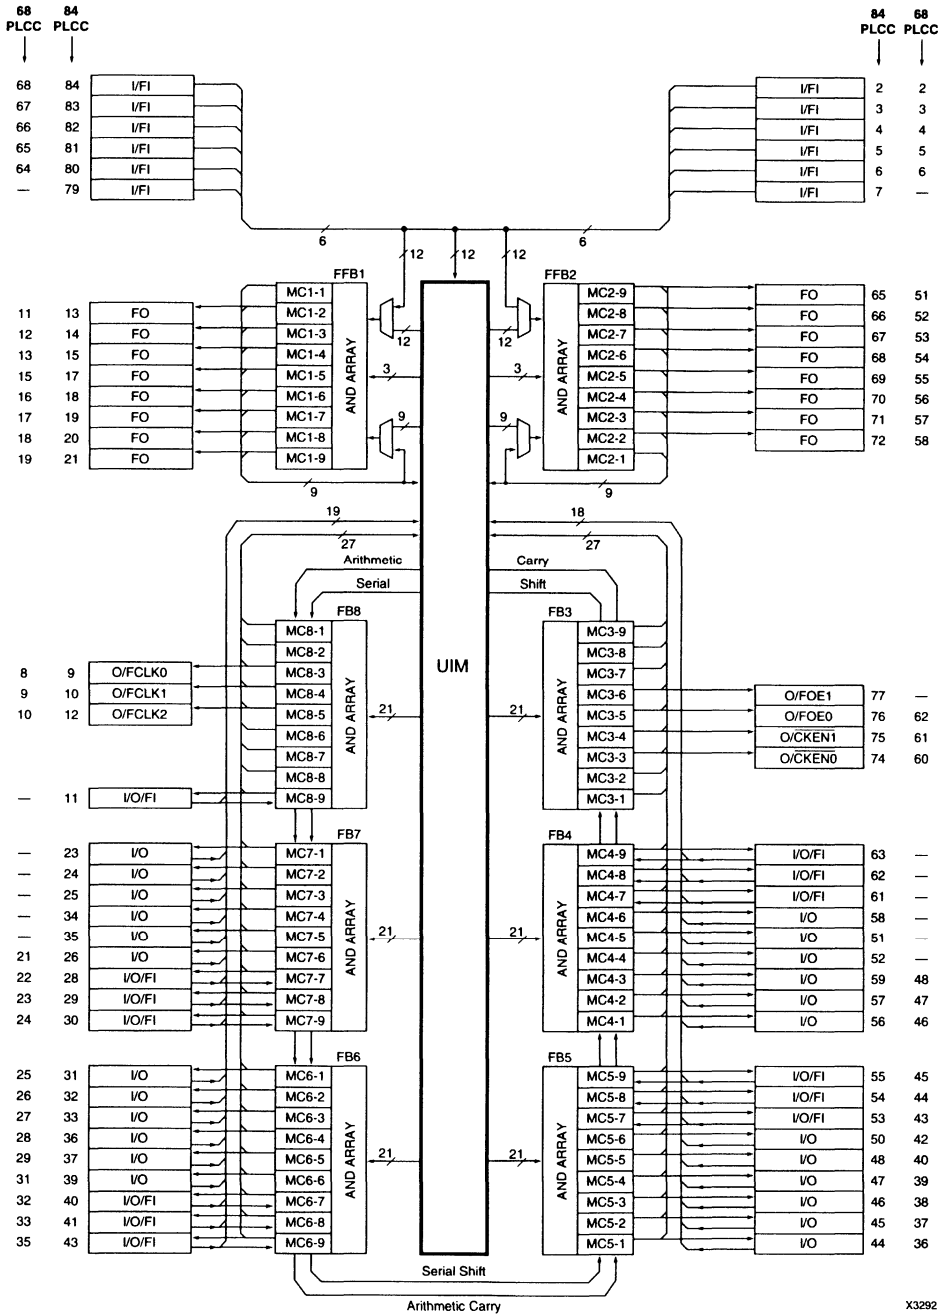 68 84 84 68
PLCC PLCC PLCC PLCC
68 84 I/FI I/FI 2 2
67 83 I/FI I/FI 3 3
66 82 I/FI I/FI 4 4
65 81 I/FI I/FI 5 5
64 80 I/FI I/FI 6 6
— 79 I/FI I/FI 7 —
6 6
12 12 12
FFB1 FFB2
MC1-1 MC2-9 FO 65 51
11 13 FO MC1-2 MC2-8 FO 66 52
12 14 FO MC1-3 12 12 MC2-7 FO 67 53
13 15 FO MC1-4 MC2-6 FO 68 54
15 17 FO MC1-5 AND ARRAY 3 3 AND ARRAY MC2-5 FO 69 55
16 18 FO MC1-6 MC2-4 FO 70 56
17 19 FO MC1-7 9 9 MC2-3 FO 71 57
18 20 FO MC1-8 MC2-2 FO 72 58
19 21 FO MC1-9 MC2-1
9 9
19 18
27 27
Arithmetic Carry
Serial Shift
FB8 FB3
MC8-1 MC3-9
MC8-2 MC3-8
8 9 O/FCLK0 MC8-3 UIM MC3-7
9 10 O/FCLK1 MC8-4 MC3-6 O/FOE1 77 —
10 12 O/FCLK2 MC8-5 AND ARRAY 21 21 AND ARRAY MC3-5 O/FOE0 76 62
MC8-6 MC3-4 O/C̅K̅E̅N̅1̅ 75 61
MC8-7 MC3-3 O/C̅K̅E̅N̅0̅ 74 60
MC8-8 MC3-2
— 11 I/O/FI MC8-9 MC3-1
FB7 FB4
— 23 I/O MC7-1 MC4-9 I/O/FI 63 —
— 24 I/O MC7-2 MC4-8 I/O/FI 62 —
— 25 I/O MC7-3 MC4-7 I/O/FI 61 —
— 34 I/O MC7-4 MC4-6 I/O 58 —
— 35 I/O MC7-5 AND ARRAY 21 21 AND ARRAY MC4-5 I/O 51 —
21 26 I/O MC7-6 MC4-4 I/O 52 —
22 28 I/O/FI MC7-7 MC4-3 I/O 59 48
23 29 I/O/FI MC7-8 MC4-2 I/O 57 47
24 30 I/O/FI MC7-9 MC4-1 I/O 56 46
FB6 FB5
25 31 I/O MC6-1 MC5-9 I/O/FI 55 45
26 32 I/O MC6-2 MC5-8 I/O/FI 54 44
27 33 I/O MC6-3 MC5-7 I/O/FI 53 43
28 36 I/O MC6-4 MC5-6 I/O 50 42
29 37 I/O MC6-5 AND ARRAY 21 21 AND ARRAY MC5-5 I/O 48 40
31 39 I/O MC6-6 MC5-4 I/O 47 39
32 40 I/O/FI MC6-7 MC5-3 I/O 46 38
33 41 I/O/FI MC6-8 MC5-2 I/O 45 37
35 43 I/O/FI MC6-9 MC5-1 I/O 44 36
Serial Shift
Arithmetic Carry
X3292